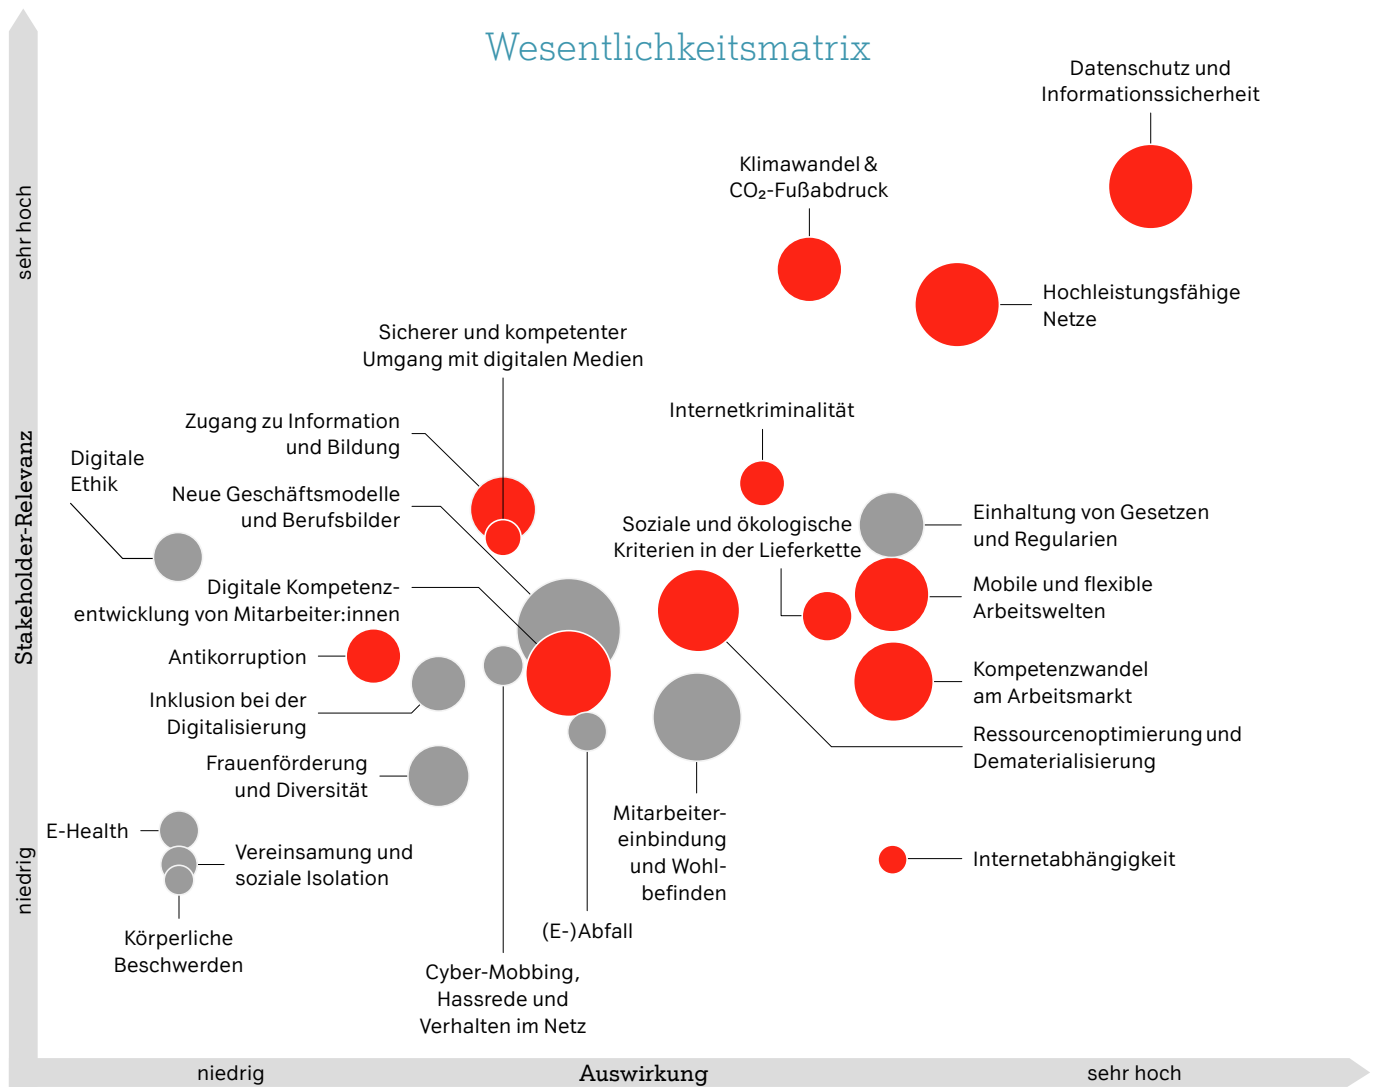 Wesentlichkeitsmatrix
Datenschutz und
Informationssicherheit
Klimawandel &
CO₂-Fußabdruck
sehr hoch
Hochleistungsfähige
Netze
Sicherer und kompetenter
Umgang mit digitalen Medien
Internetkriminalität
Zugang zu Information
und Bildung
Digitale
Ethik
Neue Geschäftsmodelle
und Berufsbilder
Soziale und ökologische
Kriterien in der Lieferkette
Einhaltung von Gesetzen
und Regularien
Stakeholder-Relevanz
Digitale Kompetenz-
entwicklung von Mitarbeiter:innen
Mobile und flexible
Arbeitswelten
Antikorruption
Kompetenzwandel
am Arbeitsmarkt
Inklusion bei der
Digitalisierung
Ressourcenoptimierung und
Dematerialisierung
Frauenförderung
und Diversität
Mitarbeiter-
einbindung
und Wohl-
befinden
E-Health
Vereinsamung und
soziale Isolation
Internetabhängigkeit
niedrig
(E-)Abfall
Körperliche
Beschwerden
Cyber-Mobbing,
Hassrede und
Verhalten im Netz
niedrig
Auswirkung
sehr hoch